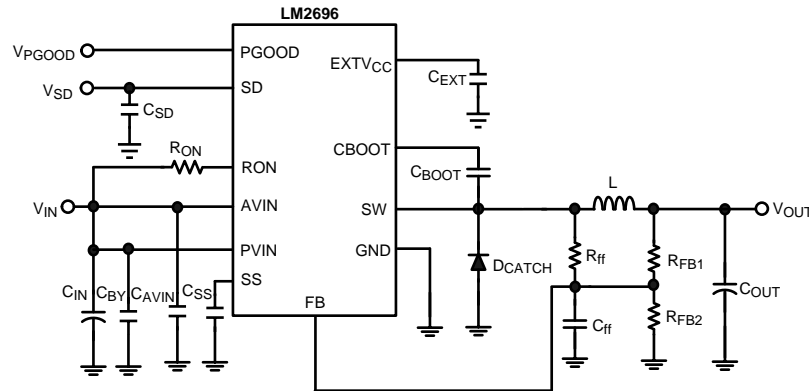 LM2696
VPGOOD
PGOOD
EXTVCC
CEXT
VSD
SD
CSD
RON
RON
CBOOT
CBOOT
L
VIN
AVIN
SW
VOUT
PVIN
GND
DCATCH
Rff
RFB1
CIN
CBY
CAVIN
CSS
SS
FB
Cff
RFB2
COUT